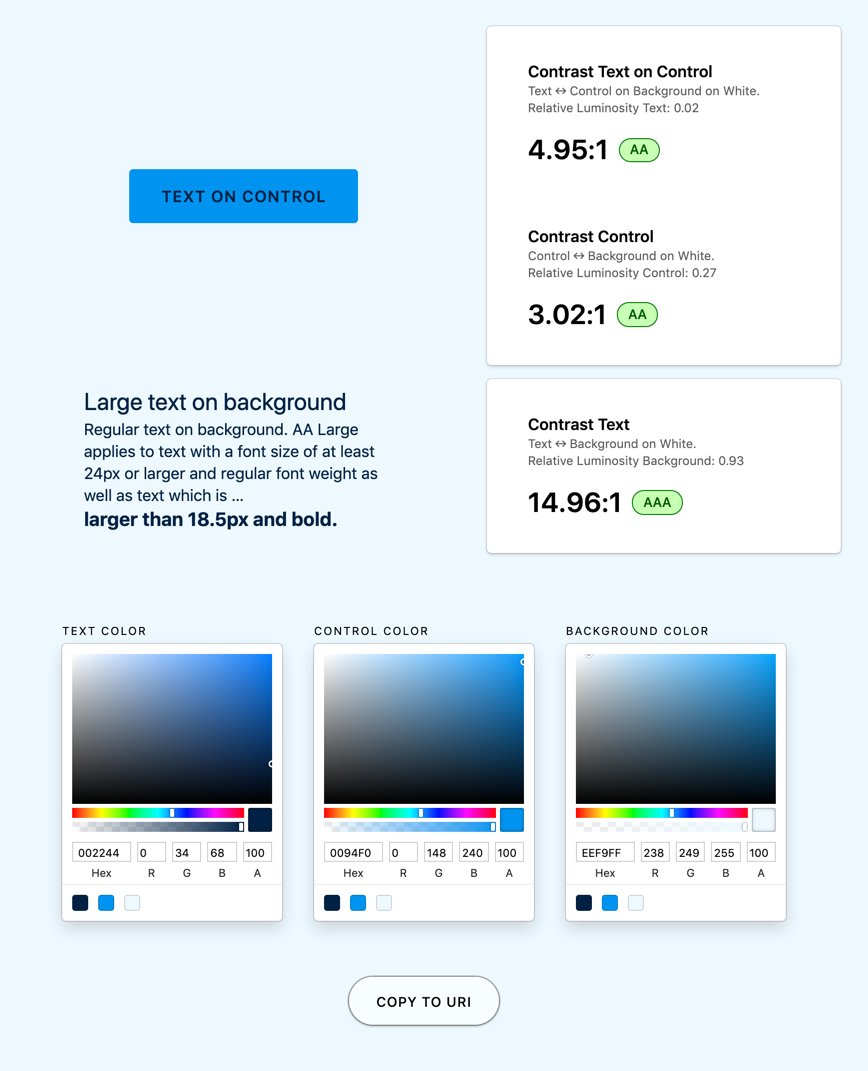 Contrast Text on Control
Text ↔ Control on Background on White.
Relative Luminosity Text: 0.02
4.95:1 AA
TEXT ON CONTROL
Contrast Control
Control ↔ Background on White.
Relative Luminosity Control: 0.27
3.02:1 AA
Large text on background
Regular text on background. AA Large
applies to text with a font size of at least
24px or larger and regular font weight as
well as text which is ...
larger than 18.5px and bold.
Contrast Text
Text ↔ Background on White.
Relative Luminosity Background: 0.93
14.96:1 AAA
TEXT COLOR
002244 0 34 68 100
Hex R G B A
CONTROL COLOR
0094F0 0 148 240 100
Hex R G B A
BACKGROUND COLOR
EEF9FF 238 249 255 100
Hex R G B A
COPY TO URI